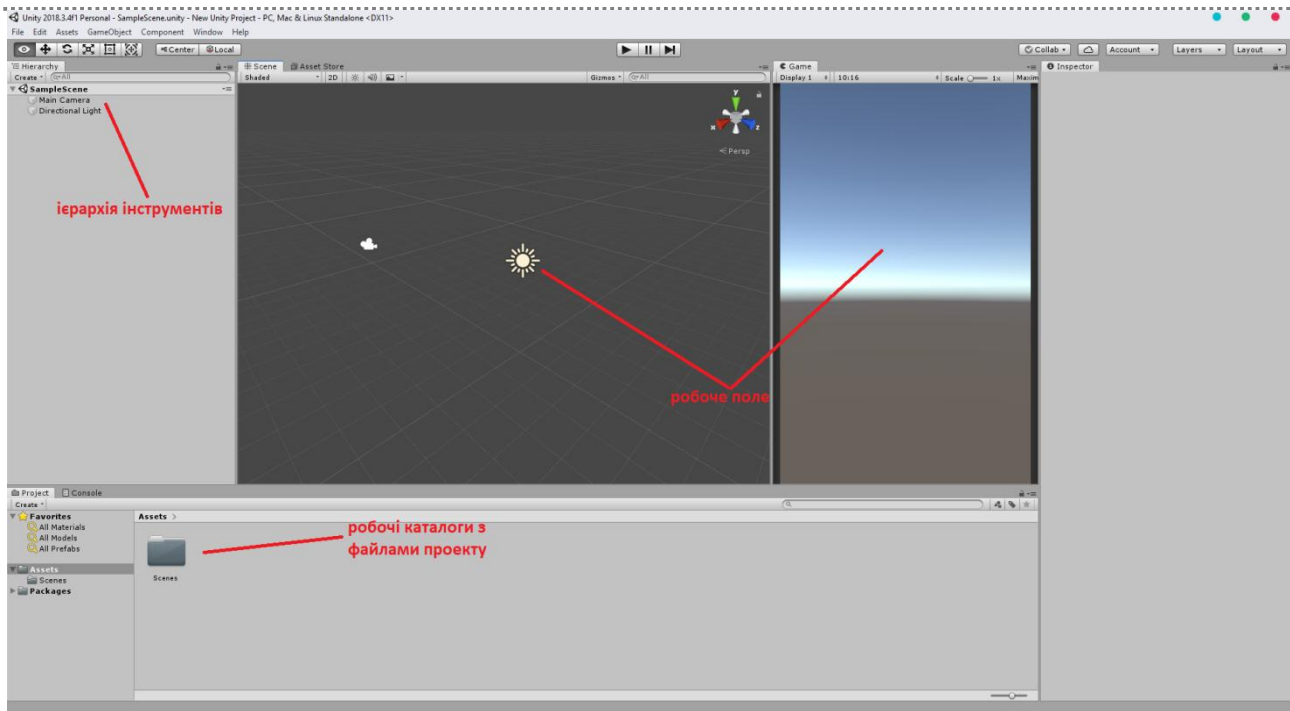 Unity 2018.3.4f1 Personal - SampleScene.unity - New Unity Project - PC, Mac & Linux Standalone <DX11>
File Edit Assets GameObject Component Window Help
Center Local Collab Account Layers Layout
Hierarchy Scene Asset Store Game Inspector
Create All Shaded 2D Gizmos All Display 1 10:16 Scale 1x Maxim
SampleScene
Main Camera
Directional Light
y
x z
Persp
ієрархія інструментів
робоче поле
Project Console
Create
Favorites Assets
All Materials
All Models
All Prefabs
робочі каталоги з
файлами проекту
Assets
Scenes Scenes
Packages